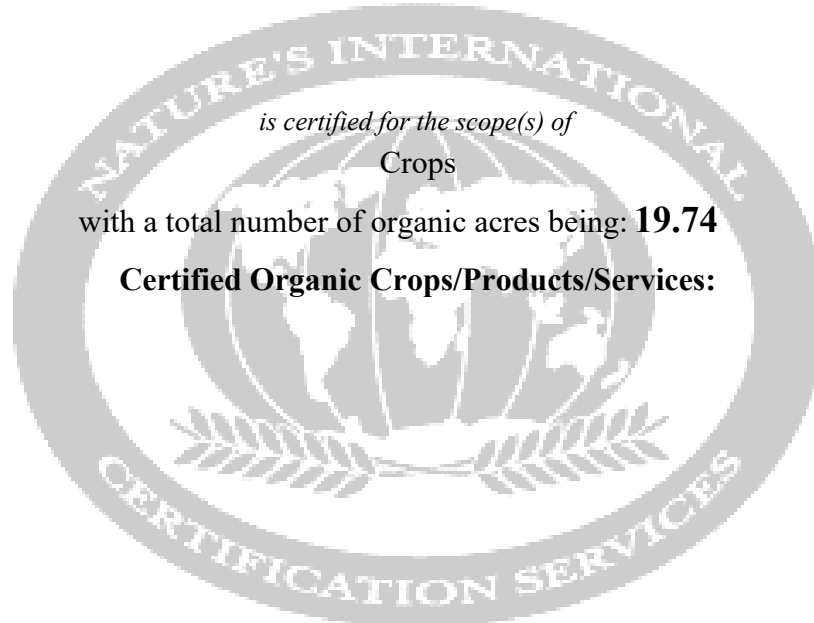 NATURE'S INTERNATIONAL
is certified for the scope(s) of
Crops
with a total number of organic acres being: 19.74
Certified Organic Crops/Products/Services:
CERTIFICATION SERVICES